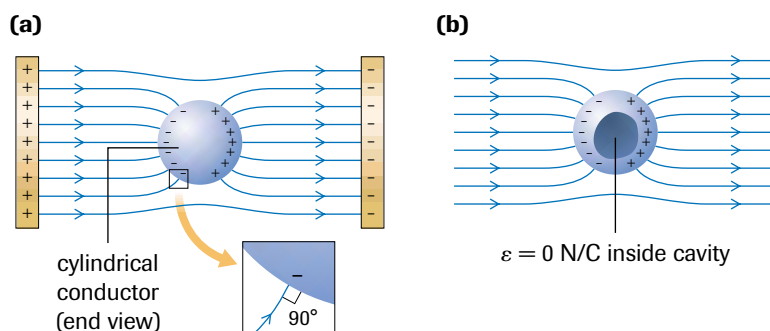 (a)
(b)
cylindrical
conductor
(end view)
90°
ε = 0 N/C inside cavity